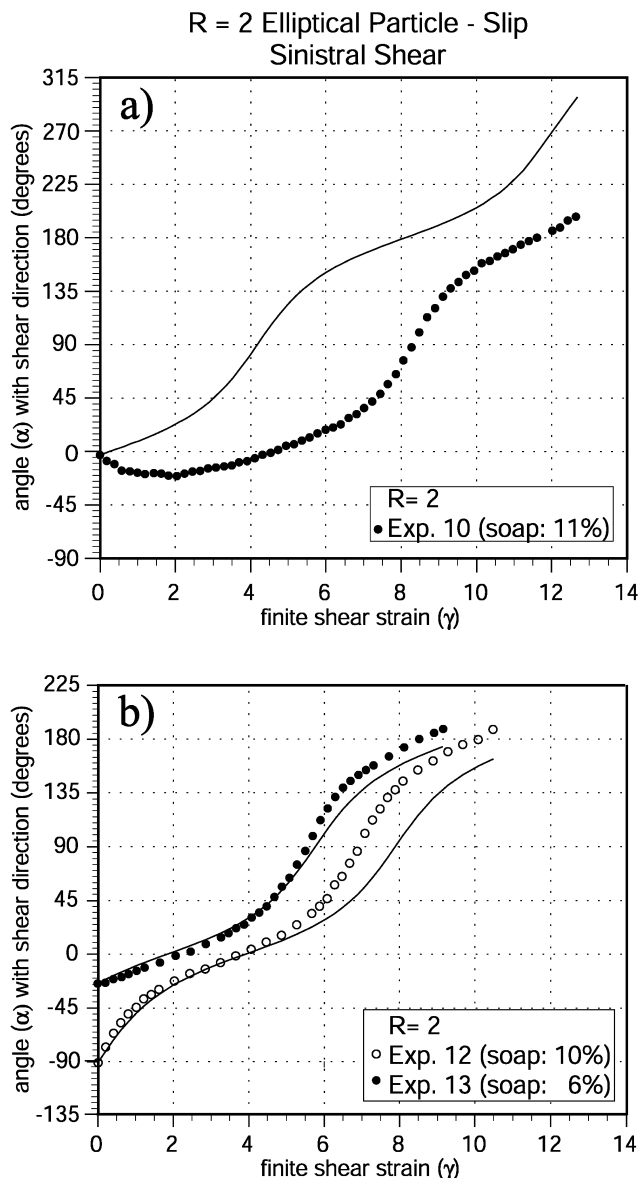 R = 2 Elliptical Particle - Slip
Sinistral Shear
a)
angle (α) with shear direction (degrees)
315
270
225
180
135
90
45
0
-45
-90
R= 2
Exp. 10 (soap: 11%)
0 2 4 6 8 10 12 14
finite shear strain (γ)
b)
angle (α) with shear direction (degrees)
225
180
135
90
45
0
-45
-90
-135
R= 2
Exp. 12 (soap: 10%)
Exp. 13 (soap: 6%)
0 2 4 6 8 10 12 14
finite shear strain (γ)